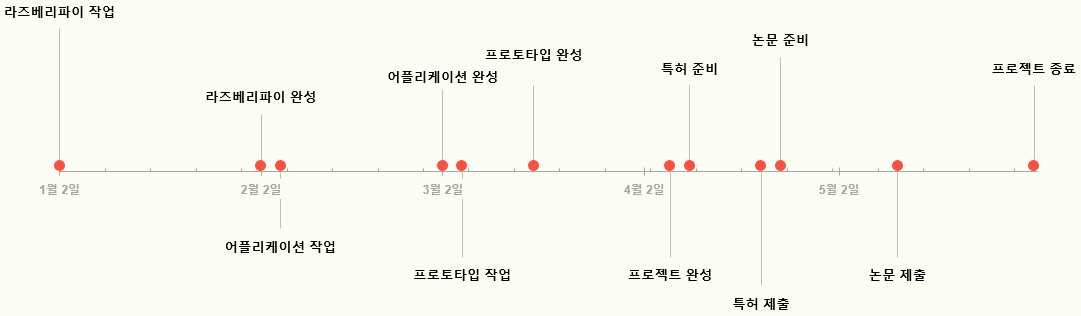 라즈베리파이 작업
논문 준비
프로토타입 완성
특허 준비
프로젝트 종료
어플리케이션 완성
라즈베리파이 완성
1월 2일
2월 2일
3월 2일
4월 2일
5월 2일
어플리케이션 작업
프로토타입 작업
프로젝트 완성
논문 제출
특허 제출